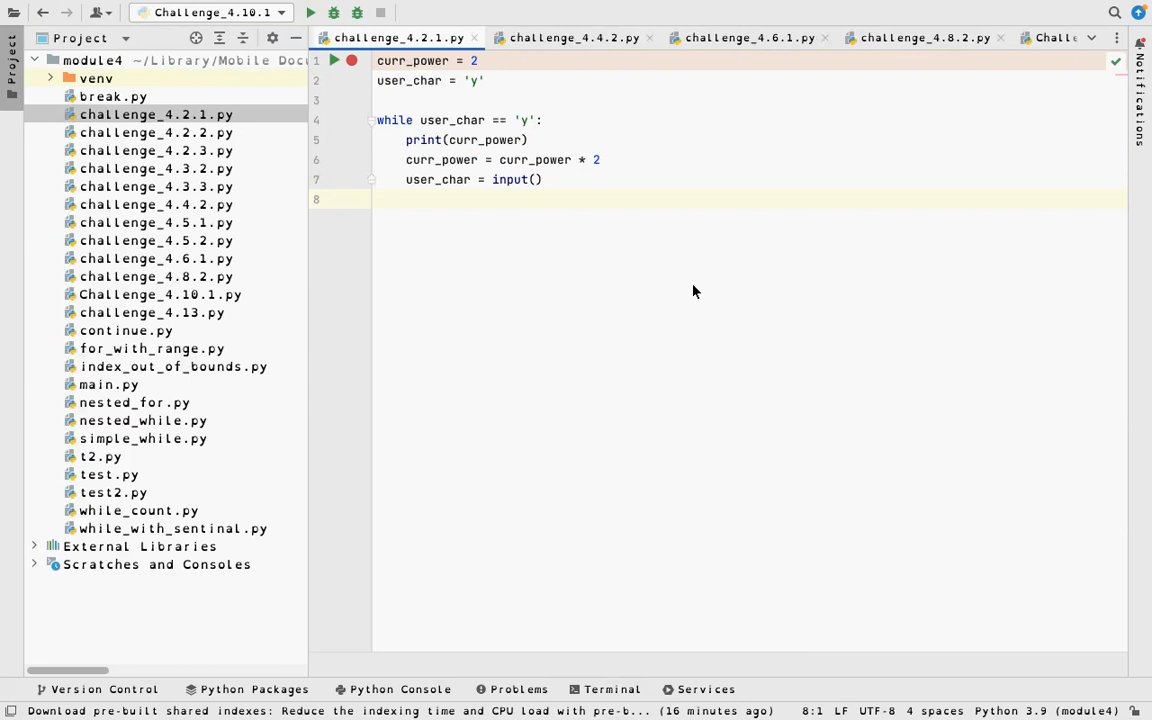 Challenge_4.10.1
Project
challenge_4.2.1.py challenge_4.4.2.py challenge_4.6.1.py challenge_4.8.2.py Challe
Project
Notifications
module4 ~/Library/Mobile Doc
venv
break.py
challenge_4.2.1.py
challenge_4.2.2.py
challenge_4.2.3.py
challenge_4.3.2.py
challenge_4.3.3.py
challenge_4.4.2.py
challenge_4.5.1.py
challenge_4.5.2.py
challenge_4.6.1.py
challenge_4.8.2.py
Challenge_4.10.1.py
challenge_4.13.py
continue.py
for_with_range.py
index_out_of_bounds.py
main.py
nested_for.py
nested_while.py
simple_while.py
t2.py
test.py
test2.py
while_count.py
while_with_sentinal.py
External Libraries
Scratches and Consoles
1 curr_power = 2
2 user_char = 'y'
3
4 while user_char == 'y':
5 print(curr_power)
6 curr_power = curr_power * 2
7 user_char = input()
8
Version Control Python Packages Python Console Problems Terminal Services
Download pre-built shared indexes: Reduce the indexing time and CPU load with pre-b... (16 minutes ago) 8:1 LF UTF-8 4 spaces Python 3.9 (module4)